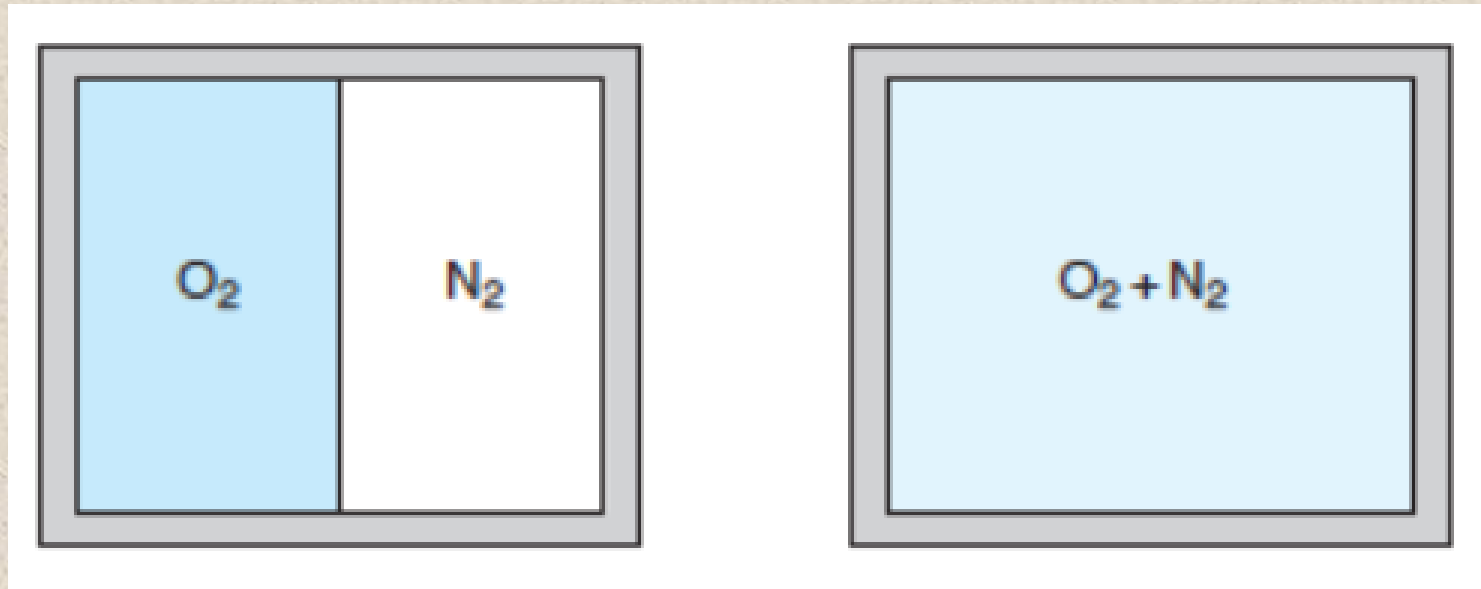 O₂
N₂
O₂ + N₂